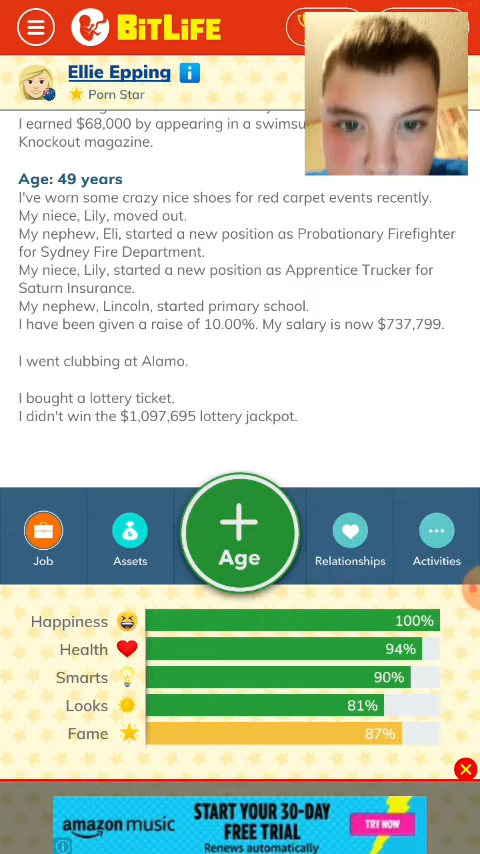 BitLife
Ellie Epping i
Porn Star
I earned $68,000 by appearing in a swimsu
Knockout magazine.
Age: 49 years
I've worn some crazy nice shoes for red carpet events recently.
My niece, Lily, moved out.
My nephew, Eli, started a new position as Probationary Firefighter
for Sydney Fire Department.
My niece, Lily, started a new position as Apprentice Trucker for
Saturn Insurance.
My nephew, Lincoln, started primary school.
I have been given a raise of 10.00%. My salary is now $737,799.
I went clubbing at Alamo.
I bought a lottery ticket.
I didn't win the $1,097,695 lottery jackpot.
Job
Assets
Age
Relationships
Activities
Happiness 100%
Health 94%
Smarts 90%
Looks 81%
Fame 87%
amazon music
START YOUR 30-DAY
FREE TRIAL
Renews automatically
TRY NOW